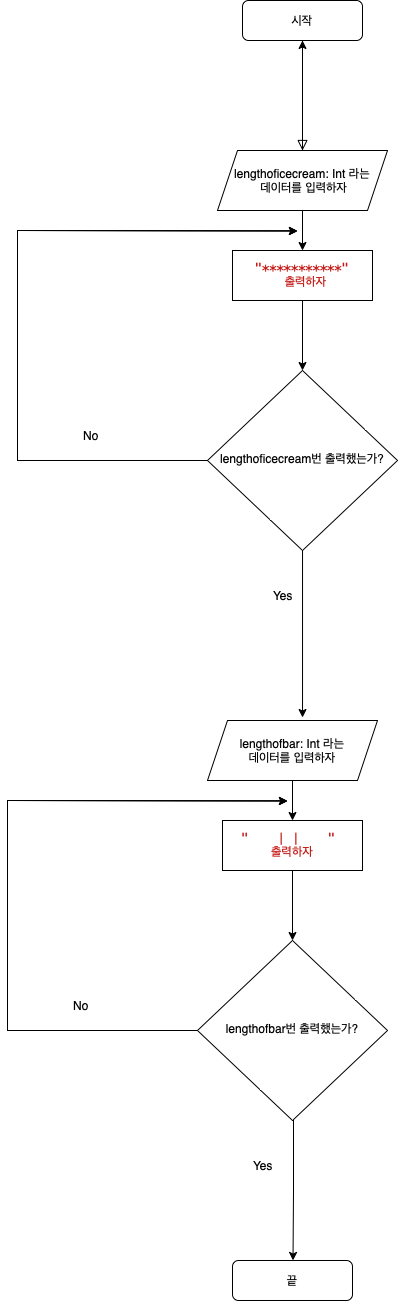 시작
lengthoficecream: Int 라는
데이터를 입력하자
"***********"
출력하자
No
lengthoficecream번 출력했는가?
Yes
lengthofbar: Int 라는
데이터를 입력하자
"    | |    "
출력하자
No
lengthofbar번 출력했는가?
Yes
끝